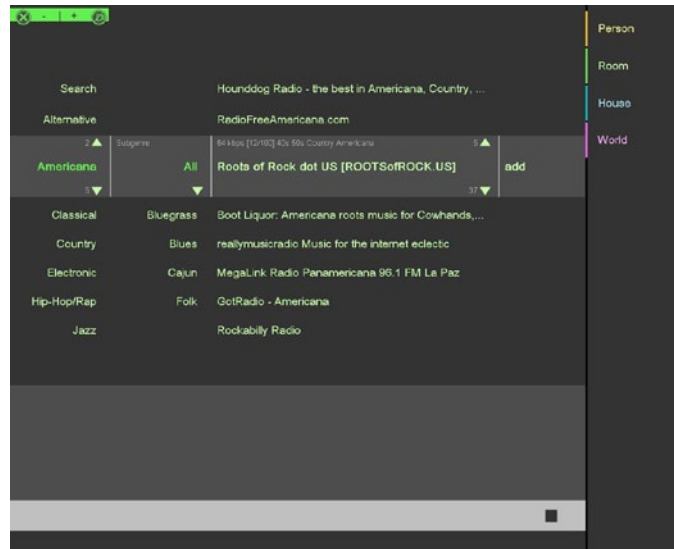 - | +
Person
Room
House
World
Search Hounddog Radio - the best in Americana, Country, ...
Alternative RadioFreeAmericana.com
2 Subgenre 64 kbps [12/100] 40s 50s Country Americana 5
Americana All Roots of Rock dot US [ROOTSofROCK.US] add
5 37
Classical Bluegrass Boot Liquor: Americana roots music for Cowhands,...
Country Blues reallymusicradio Music for the internet eclectic
Electronic Cajun MegaLink Radio Panamericana 96.1 FM La Paz
Hip-Hop/Rap Folk GotRadio - Americana
Jazz Rockabilly Radio